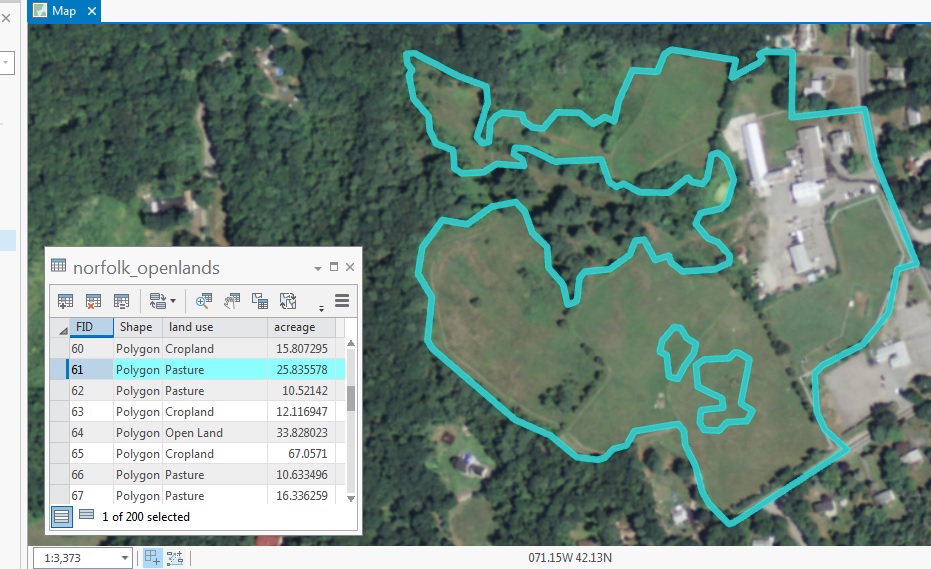 Map
norfolk_openlands
FID Shape land use acreage
60 Polygon Cropland 15.807295
61 Polygon Pasture 25.835578
62 Polygon Pasture 10.52142
63 Polygon Cropland 12.116947
64 Polygon Open Land 33.828023
65 Polygon Cropland 67.0571
66 Polygon Pasture 10.633496
67 Polygon Pasture 16.336259
1 of 200 selected
1:3,373
071.15W 42.13N